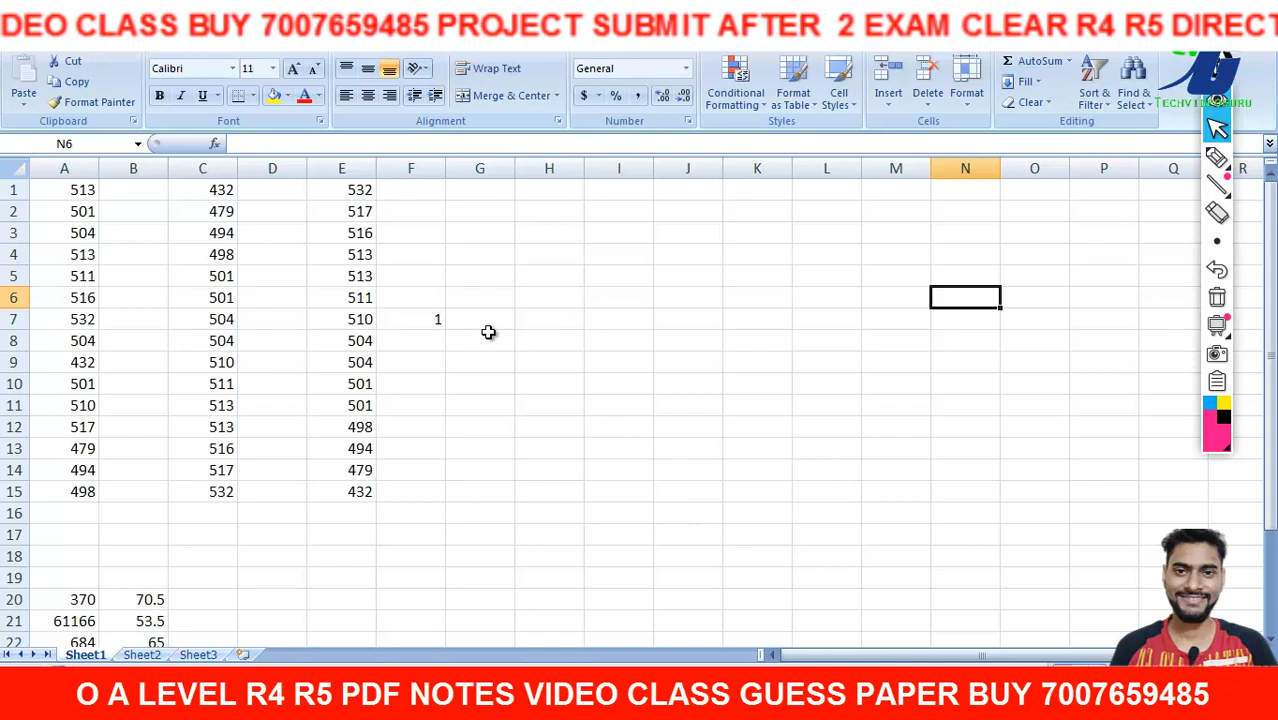 DEO CLASS BUY 7007659485 PROJECT SUBMIT AFTER 2 EXAM CLEAR R4 R5 DIRECT
Cut
Copy
Format Painter
Paste
Clipboard
Calibri 11
B I U
Font
Wrap Text
Merge & Center
Alignment
General
$ % ,
Number
Conditional Formatting
Format as Table
Cell Styles
Styles
Insert
Delete
Format
Cells
Σ AutoSum
Fill
Clear
Sort & Filter
Find & Select
Editing
TECHVIDEGURU
N6 fx
A B C D E F G H I J K L M N O P Q R
1 513 432 532
2 501 479 517
3 504 494 516
4 513 498 513
5 511 501 513
6 516 501 511
7 532 504 510 1
8 504 504 504
9 432 510 504
10 501 511 501
11 510 513 501
12 517 513 498
13 479 516 494
14 494 517 479
15 498 532 432
16
17
18
19
20 370 70.5
21 61166 53.5
22 684 65
Sheet1 Sheet2 Sheet3
O A LEVEL R4 R5 PDF NOTES VIDEO CLASS GUESS PAPER BUY 7007659485